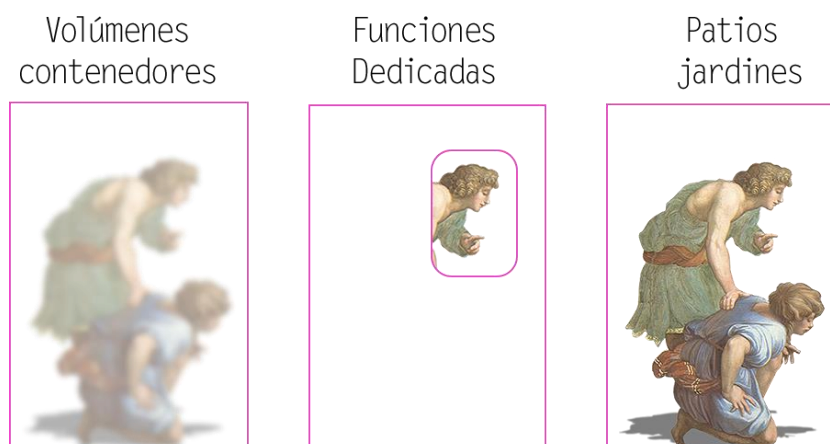 Volúmenes
contenedores
Funciones
Dedicadas
Patios
jardines